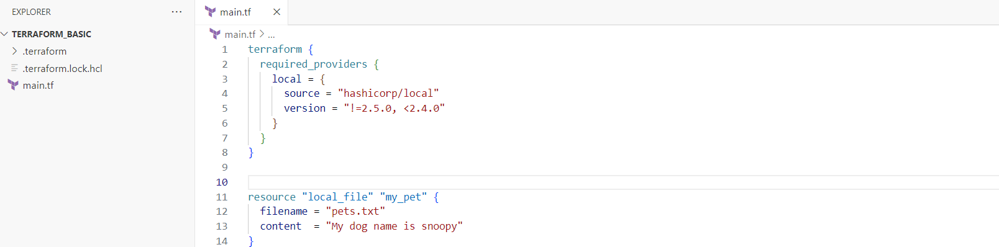 EXPLORER ...
TERRAFORM_BASIC
.terraform
.terraform.lock.hcl
main.tf
main.tf
main.tf > ...
1 terraform {
2 required_providers {
3 local = {
4 source = "hashicorp/local"
5 version = "!=2.5.0, <2.4.0"
6 }
7 }
8 }
9
10
11 resource "local_file" "my_pet" {
12 filename = "pets.txt"
13 content  = "My dog name is snoopy"
14 }